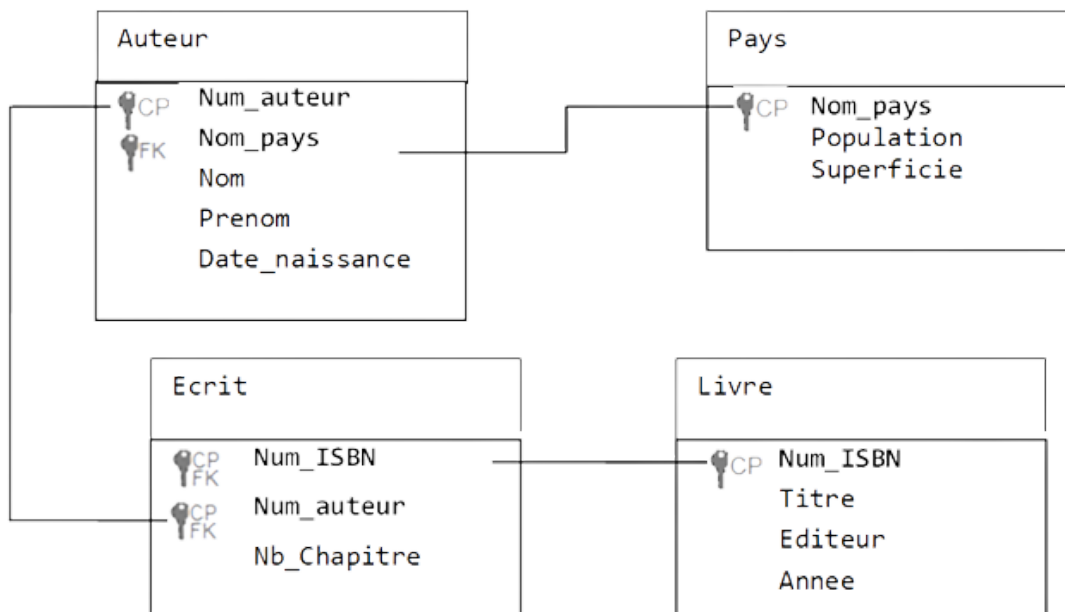 Auteur
CP Num_auteur
FK Nom_pays
Nom
Prenom
Date_naissance
Pays
CP Nom_pays
Population
Superficie
Ecrit
CP
FK Num_ISBN
CP
FK Num_auteur
Nb_Chapitre
Livre
CP Num_ISBN
Titre
Editeur
Annee